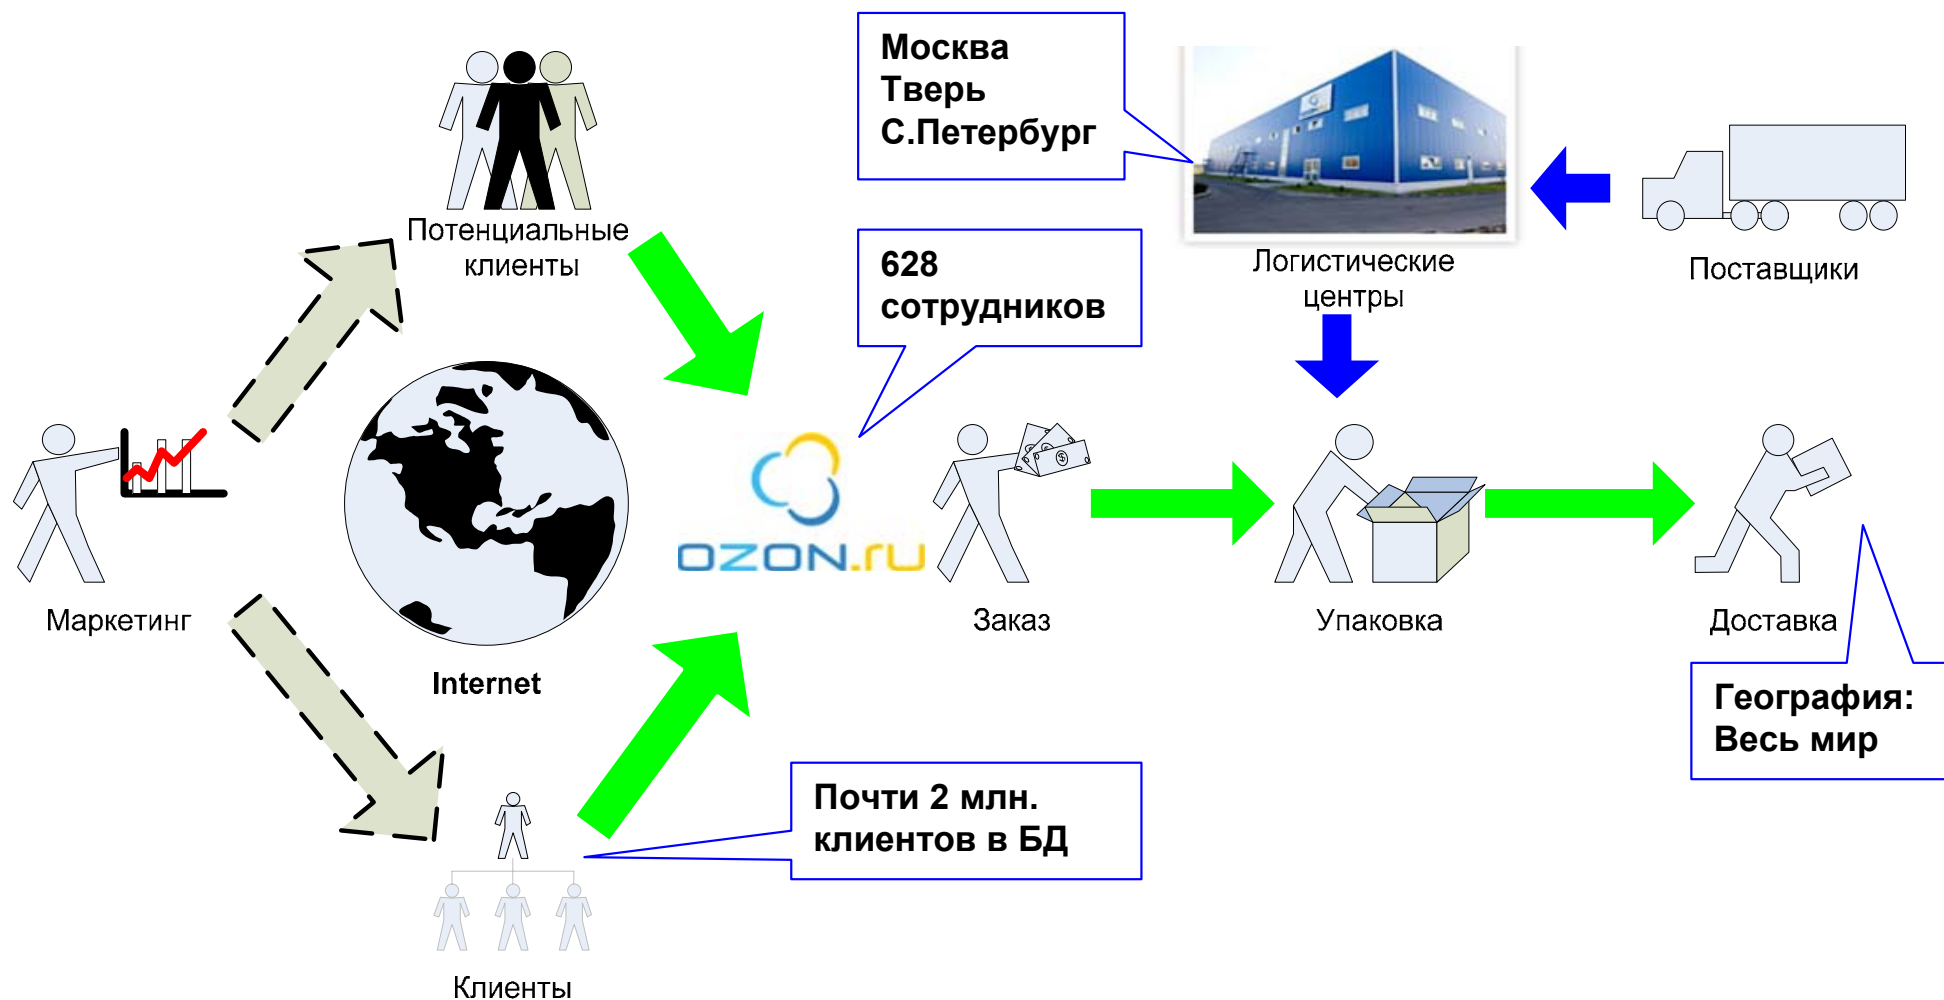 Москва
Тверь
С.Петербург
Потенциальные
клиенты
628
сотрудников
Логистические
центры
Поставщики
OZON.ru
Маркетинг
Internet
Заказ
Упаковка
Доставка
География:
Весь мир
Почти 2 млн.
клиентов в БД
Клиенты